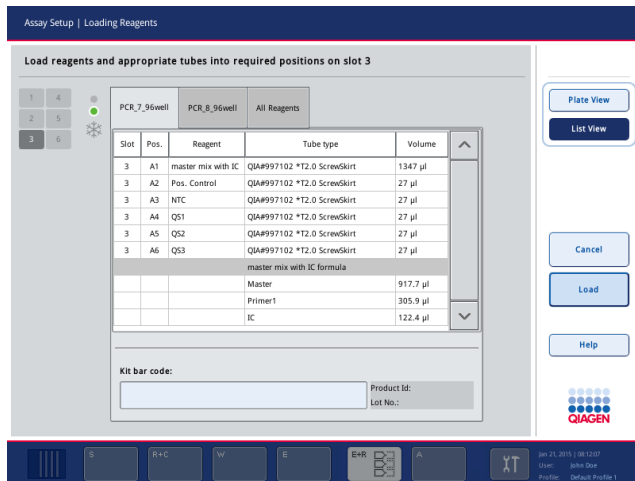 Assay Setup | Loading Reagents
Load reagents and appropriate tubes into required positions on slot 3
1 4
2 5
3 6
PCR_7_96well PCR_8_96well All Reagents
Slot Pos. Reagent Tube type Volume
3 A1 master mix with IC QIA#997102 *T2.0 ScrewSkirt 1347 µl
3 A2 Pos. Control QIA#997102 *T2.0 ScrewSkirt 27 µl
3 A3 NTC QIA#997102 *T2.0 ScrewSkirt 27 µl
3 A4 QS1 QIA#997102 *T2.0 ScrewSkirt 27 µl
3 A5 QS2 QIA#997102 *T2.0 ScrewSkirt 27 µl
3 A6 QS3 QIA#997102 *T2.0 ScrewSkirt 27 µl
master mix with IC formula
Master 917.7 µl
Primer1 305.9 µl
IC 122.4 µl
Kit bar code:
Product Id:
Lot No.:
Plate View
List View
Cancel
Load
Help
QIAGEN
S R+C W E E+R A
Jan 21, 2015 | 08:12:07
User: John Doe
Profile: Default Profile 1